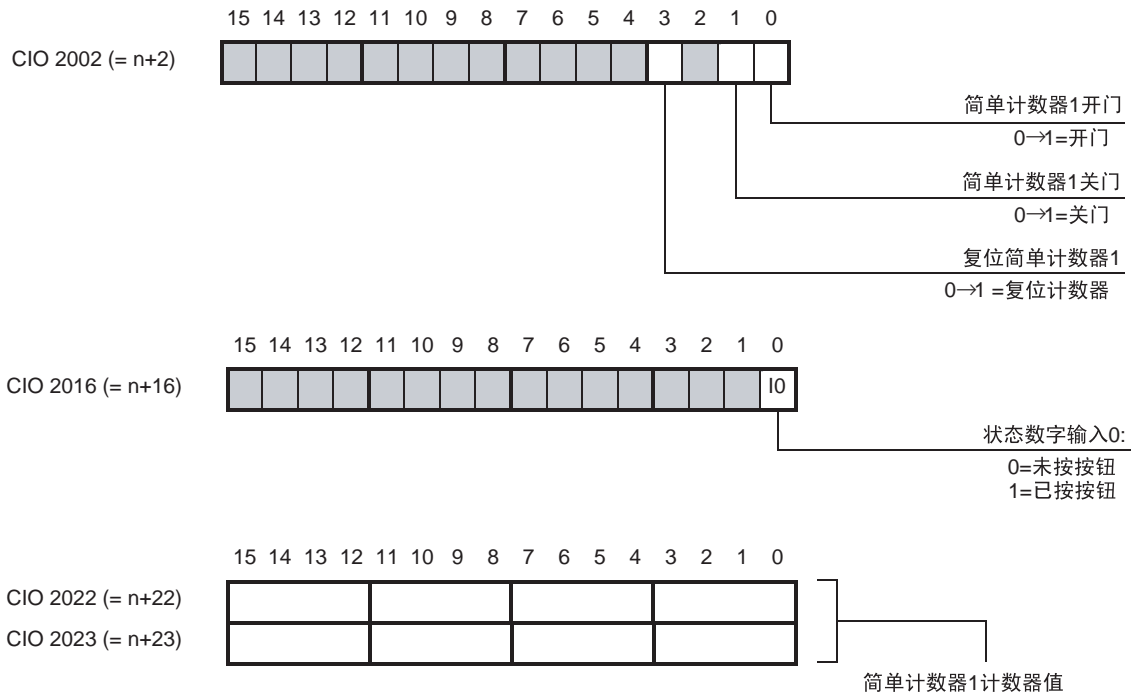 15 14 13 12 11 10 9 8 7 6 5 4 3 2 1 0
CIO 2002 (= n+2)
简单计数器1开门
0→1=开门
简单计数器1关门
0→1=关门
复位简单计数器1
0→1 =复位计数器
15 14 13 12 11 10 9 8 7 6 5 4 3 2 1 0
CIO 2016 (= n+16) I0
状态数字输入0:
0=未按按钮
1=已按按钮
15 14 13 12 11 10 9 8 7 6 5 4 3 2 1 0
CIO 2022 (= n+22)
CIO 2023 (= n+23)
简单计数器1计数器值